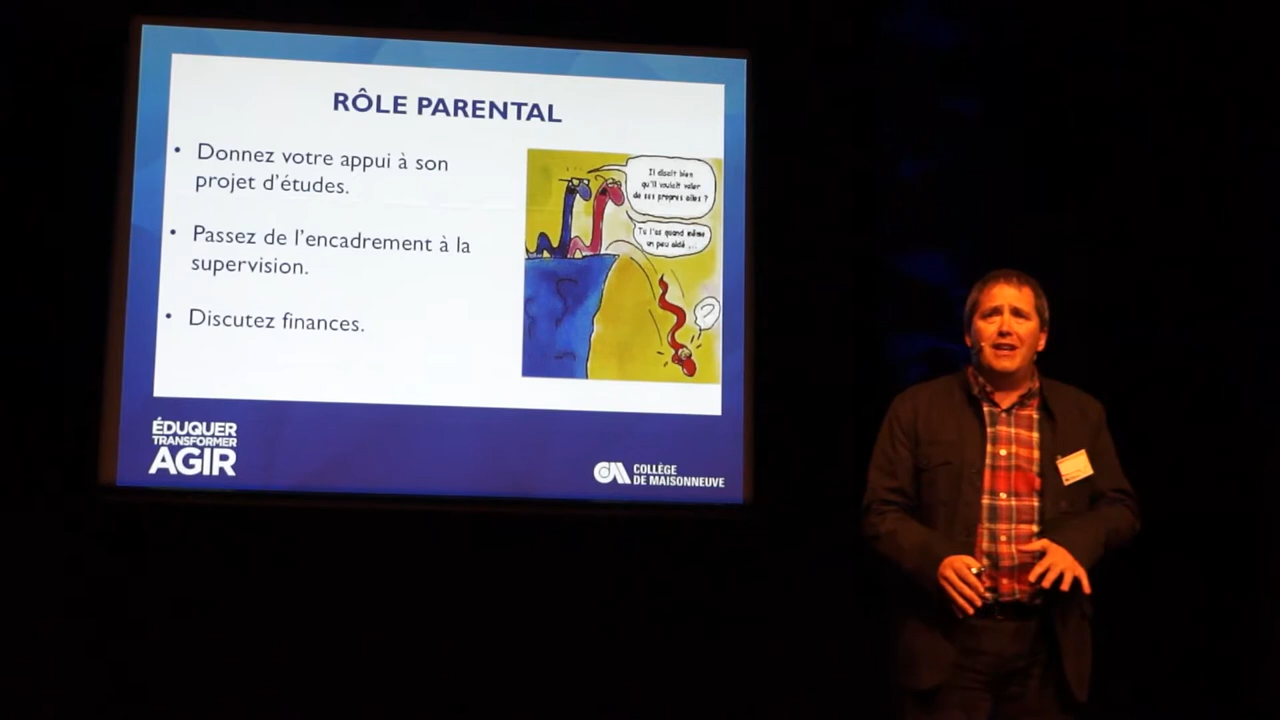 RÔLE PARENTAL
• Donnez votre appui à son
projet d'études.
• Passez de l'encadrement à la
supervision.
• Discutez finances.
Il disait bien
qu'il voulait voler
de ses propres ailes ?
Tu l'as quand même
un peu aidé ...
?
ÉDUQUER
TRANSFORMER
AGIR
COLLÈGE
DE MAISONNEUVE